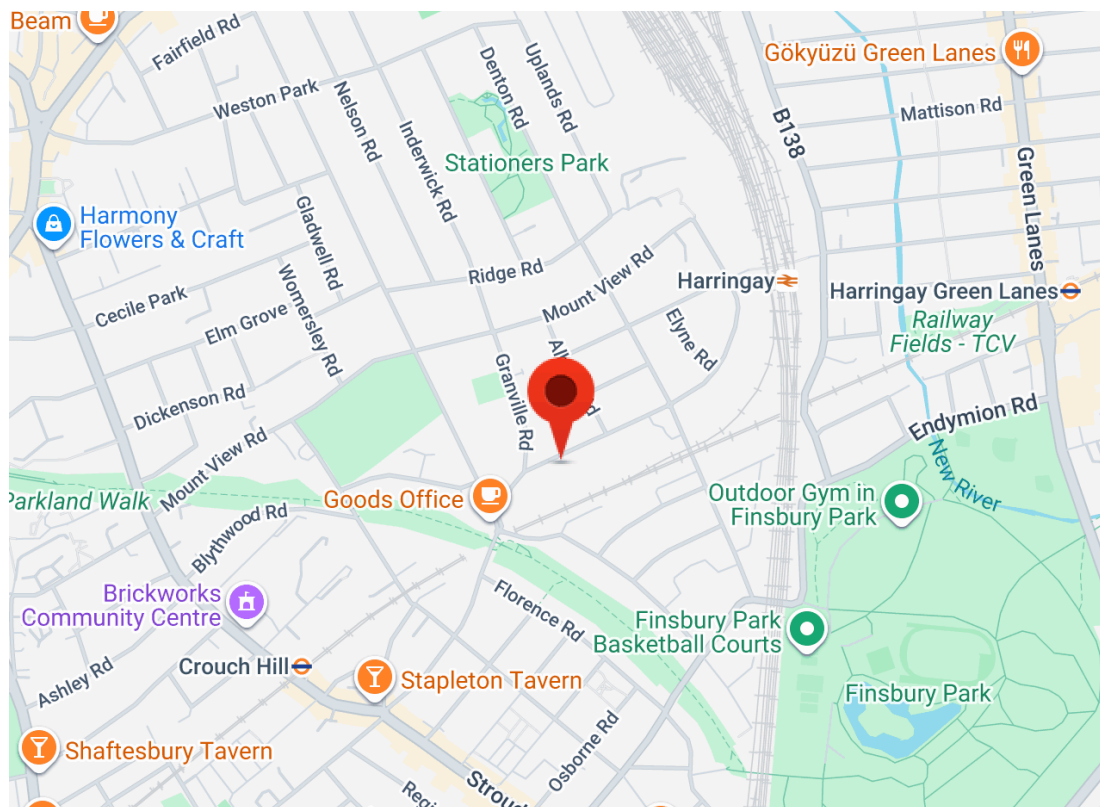 Beam
Fairfield Rd
Weston Park
Nelson Rd
Inderwick Rd
Denton Rd
Uplands Rd
Stationers Park
B138
Gökyüzü Green Lanes
Mattison Rd
Green Lanes
Harmony
Flowers & Craft
Gladwell Rd
Cecile Park
Womersley Rd
Elm Grove
Ridge Rd
Mount View Rd
Harringay
Harringay Green Lanes
Railway
Fields - TCV
Elyne Rd
Granville Rd
Dickenson Rd
Mount View Rd
Endymion Rd
New River
Parkland Walk
Goods Office
Outdoor Gym in
Finsbury Park
Blythwood Rd
Brickworks
Community Centre
Florence Rd
Finsbury Park
Basketball Courts
Crouch Hill
Ashley Rd
Stapleton Tavern
Finsbury Park
Shaftesbury Tavern
Osborne Rd